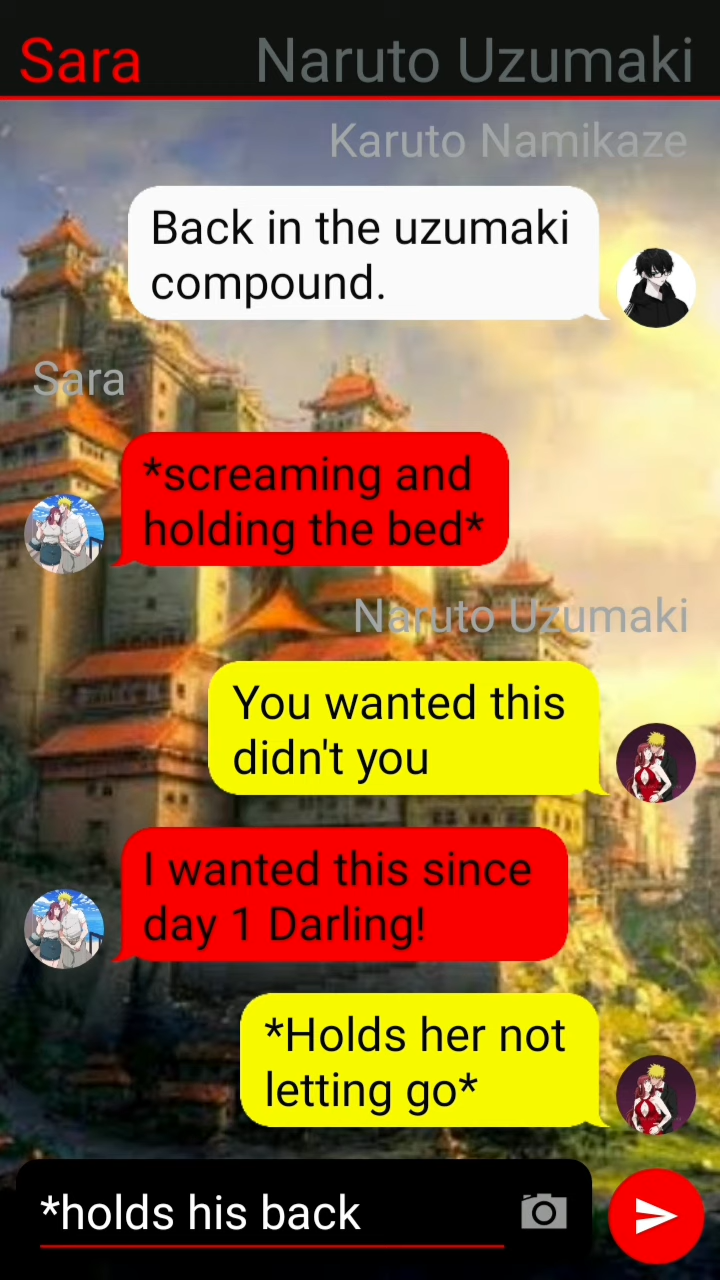 Sara Naruto Uzumaki
Karuto Namikaze
Back in the uzumaki
compound.
Sara
*screaming and
holding the bed*
Naruto Uzumaki
You wanted this
didn't you
I wanted this since
day 1 Darling!
*Holds her not
letting go*
*holds his back